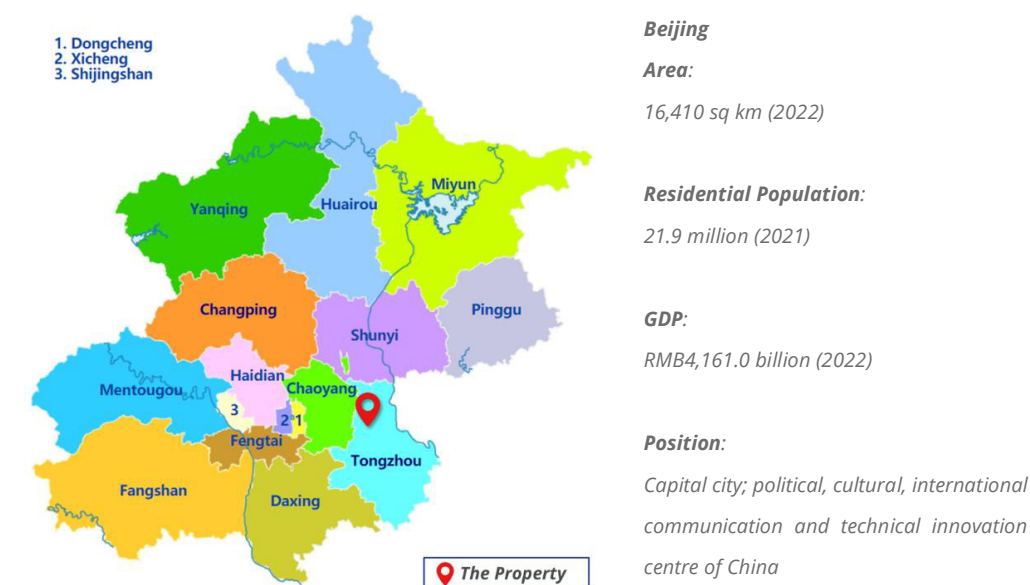 1. Dongcheng
2. Xicheng
3. Shijingshan
Miyun
Yanqing
Huairou
Changping
Pinggu
Shunyi
Haidian
Mentougou
Chaoyang
3
2
1
Fengtai
Tongzhou
Fangshan
Daxing
The Property
Beijing
Area:
16,410 sq km (2022)
Residential Population:
21.9 million (2021)
GDP:
RMB4,161.0 billion (2022)
Position:
Capital city; political, cultural, international
communication and technical innovation
centre of China